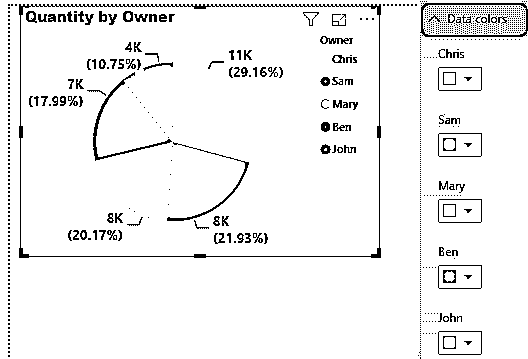 Quantity by Owner
4K
(10.75%)
11K
(29.16%)
7K
(17.99%)
8K
(20.17%)
8K
(21.93%)
Owner
Chris
Sam
Mary
Ben
John
Data colors
Chris
Sam
Mary
Ben
John